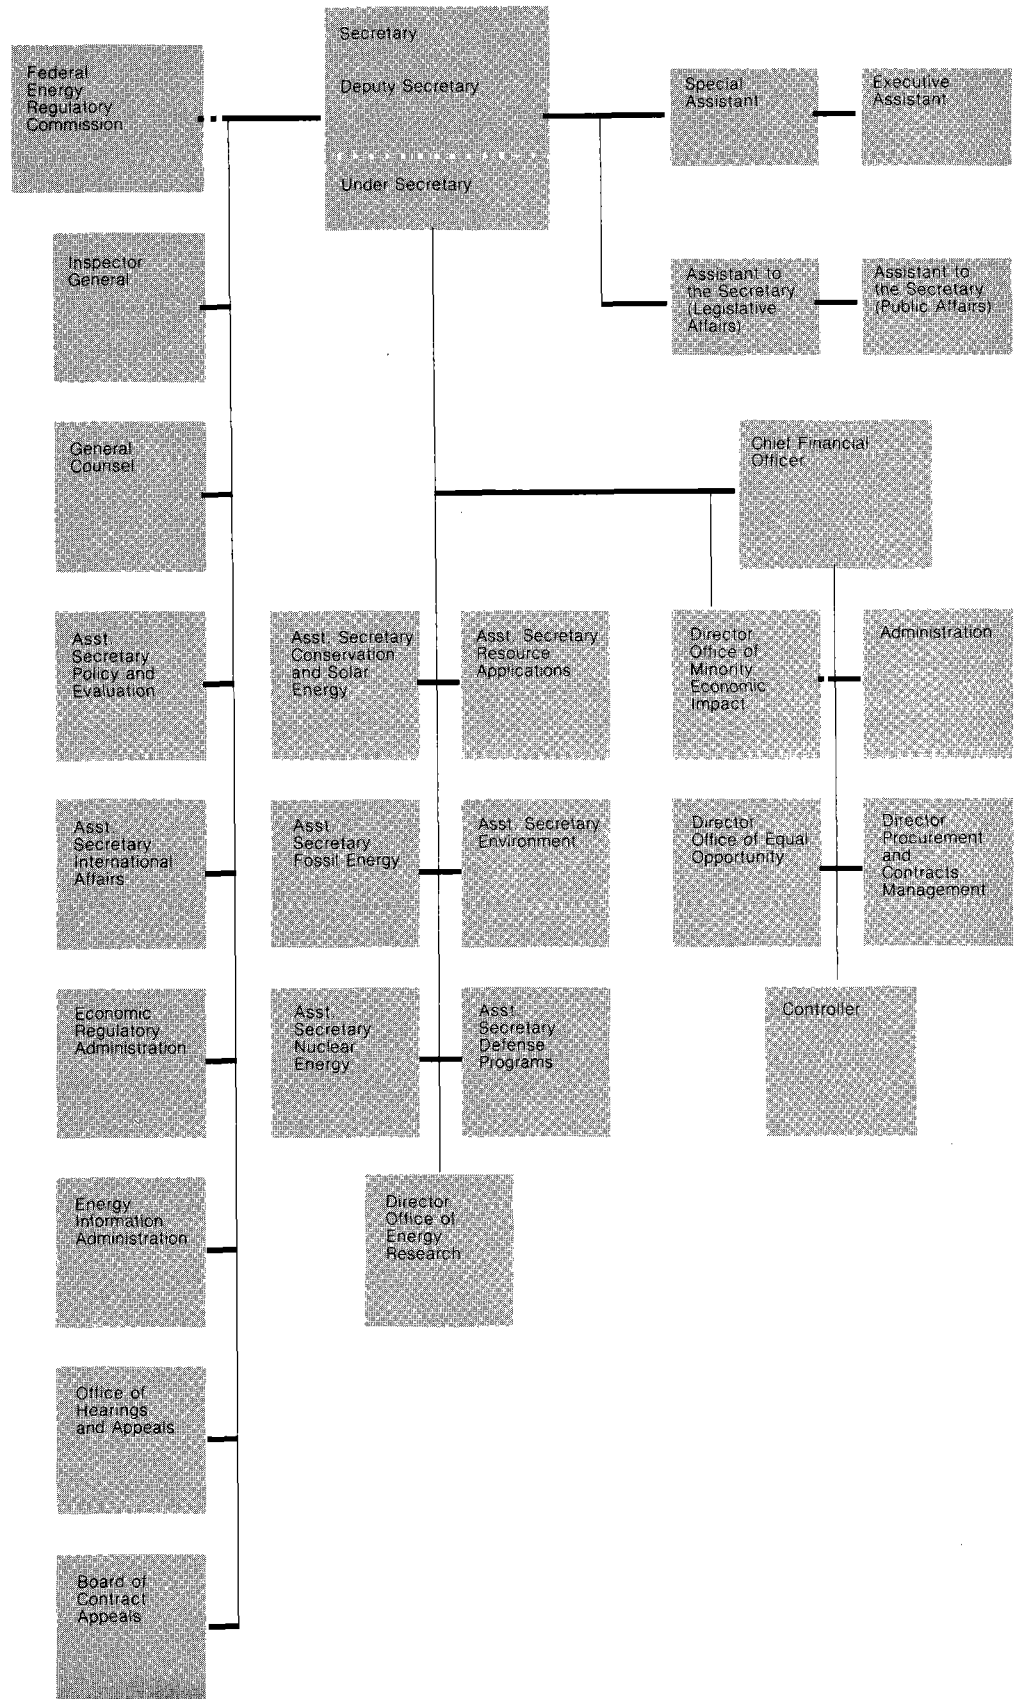 Secretary
Deputy Secretary
Under Secretary
Federal
Energy
Regulatory
Commission
Special
Assistant
Executive
Assistant
Inspector
General
Assistant to
the Secretary
(Legislative
Affairs)
Assistant to
the Secretary
(Public Affairs)
General
Counsel
Chief Financial
Officer
Asst.
Secretary
Policy and
Evaluation
Asst. Secretary
Conservation
and Solar
Energy
Asst. Secretary
Resource
Applications
Director
Office of
Minority
Economic
Impact
Administration
Asst.
Secretary
International
Affairs
Asst.
Secretary
Fossil Energy
Asst. Secretary
Environment
Director
Office of Equal
Opportunity
Director
Procurement
and
Contracts
Management
Economic
Regulatory
Administration
Asst.
Secretary
Nuclear
Energy
Asst.
Secretary
Defense
Programs
Controller
Energy
Information
Administration
Director
Office of
Energy
Research
Office of
Hearings
and Appeals
Board of
Contract
Appeals